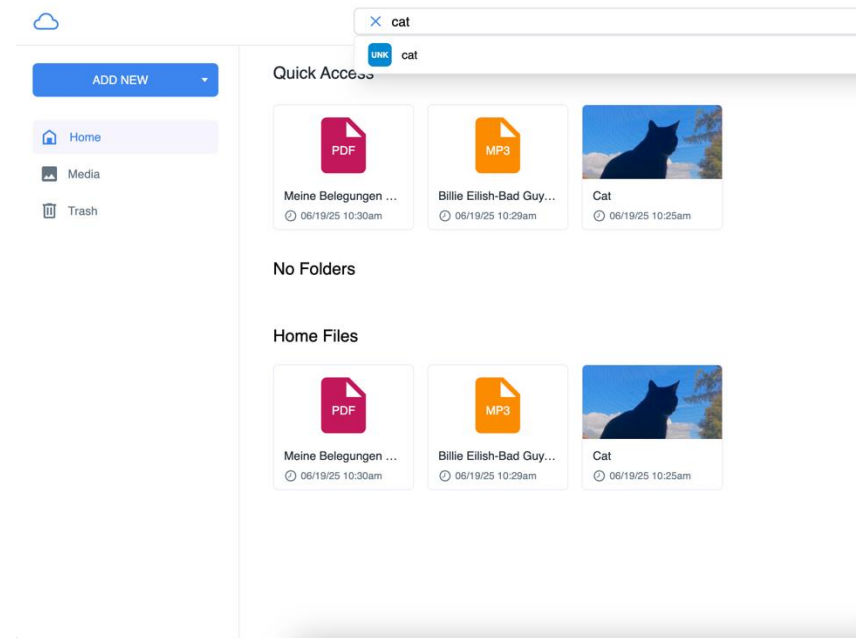 cat
UNK cat
ADD NEW
Home
Media
Trash
Quick Access
PDF
Meine Belegungen ...
06/19/25 10:30am
MP3
Billie Eilish-Bad Guy...
06/19/25 10:29am
Cat
06/19/25 10:25am
No Folders
Home Files
PDF
Meine Belegungen ...
06/19/25 10:30am
MP3
Billie Eilish-Bad Guy...
06/19/25 10:29am
Cat
06/19/25 10:25am